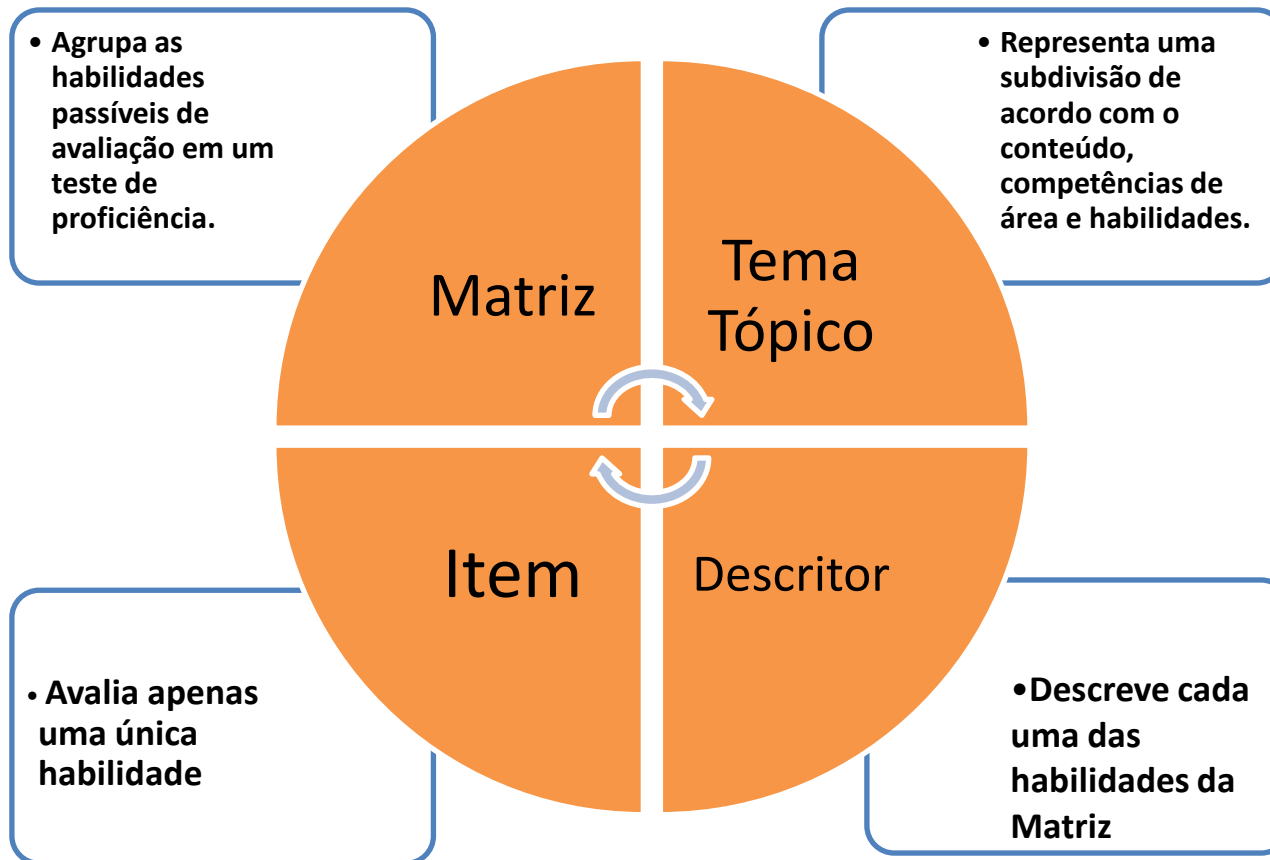 • Agrupa as
habilidades
passíveis de
avaliação em um
teste de
proficiência.
• Representa uma
subdivisão de
acordo com o
conteúdo,
competências de
área e habilidades.
Matriz
Tema
Tópico
Item
Descritor
• Avalia apenas
uma única
habilidade
•Descreve cada
uma das
habilidades da
Matriz